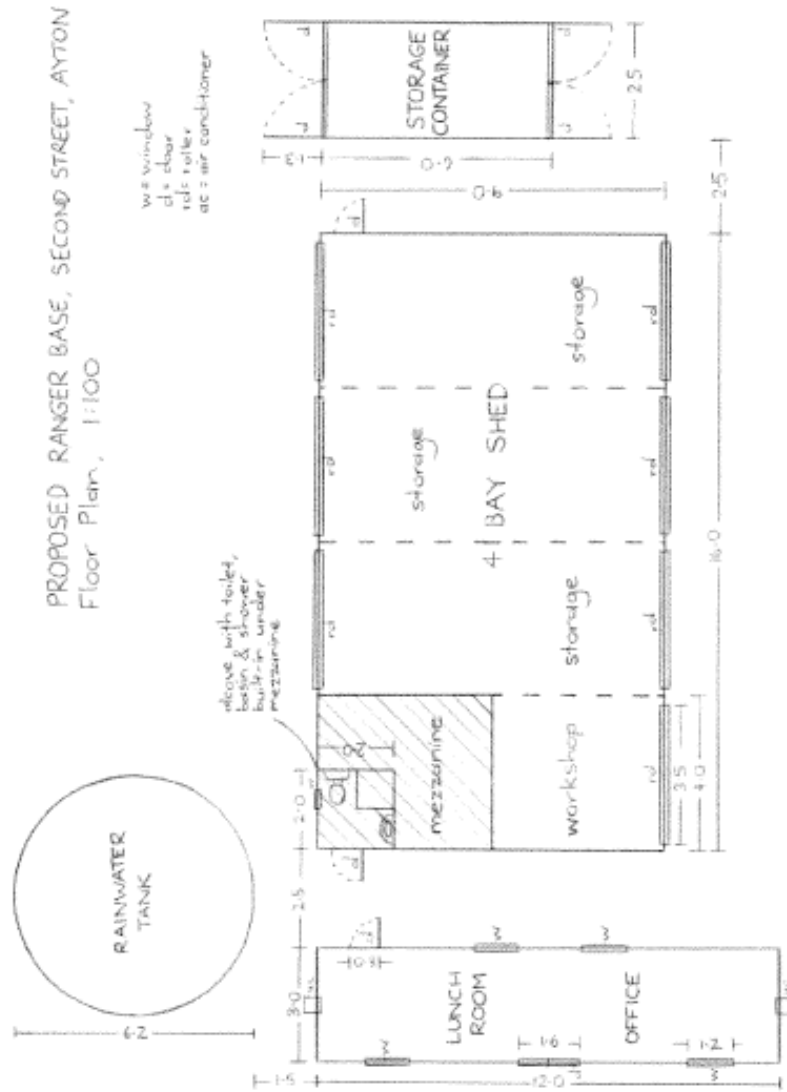 PROPOSED RANGER BASE, SECOND STREET, AYTON
Floor Plan, 1:100
w = window
d = door
rd = roller
ac = air conditioner
RAINWATER
TANK
6·2
alcove with toilet,
basin & shower
built-in under
mezzanine
STORAGE
CONTAINER
d
d
d
d
1·3
6·0
2·5
2·5
d
9·0
rd
rd
rd
storage
storage
storage
4 BAY SHED
rd
rd
rd
rd
mezzanine
workshop
2·0
2·0
3·5
4·0
16·0
2·5
d
d
3·0
1·5
12·0
LUNCH
ROOM
OFFICE
w
w
w
w
1·6
1·2